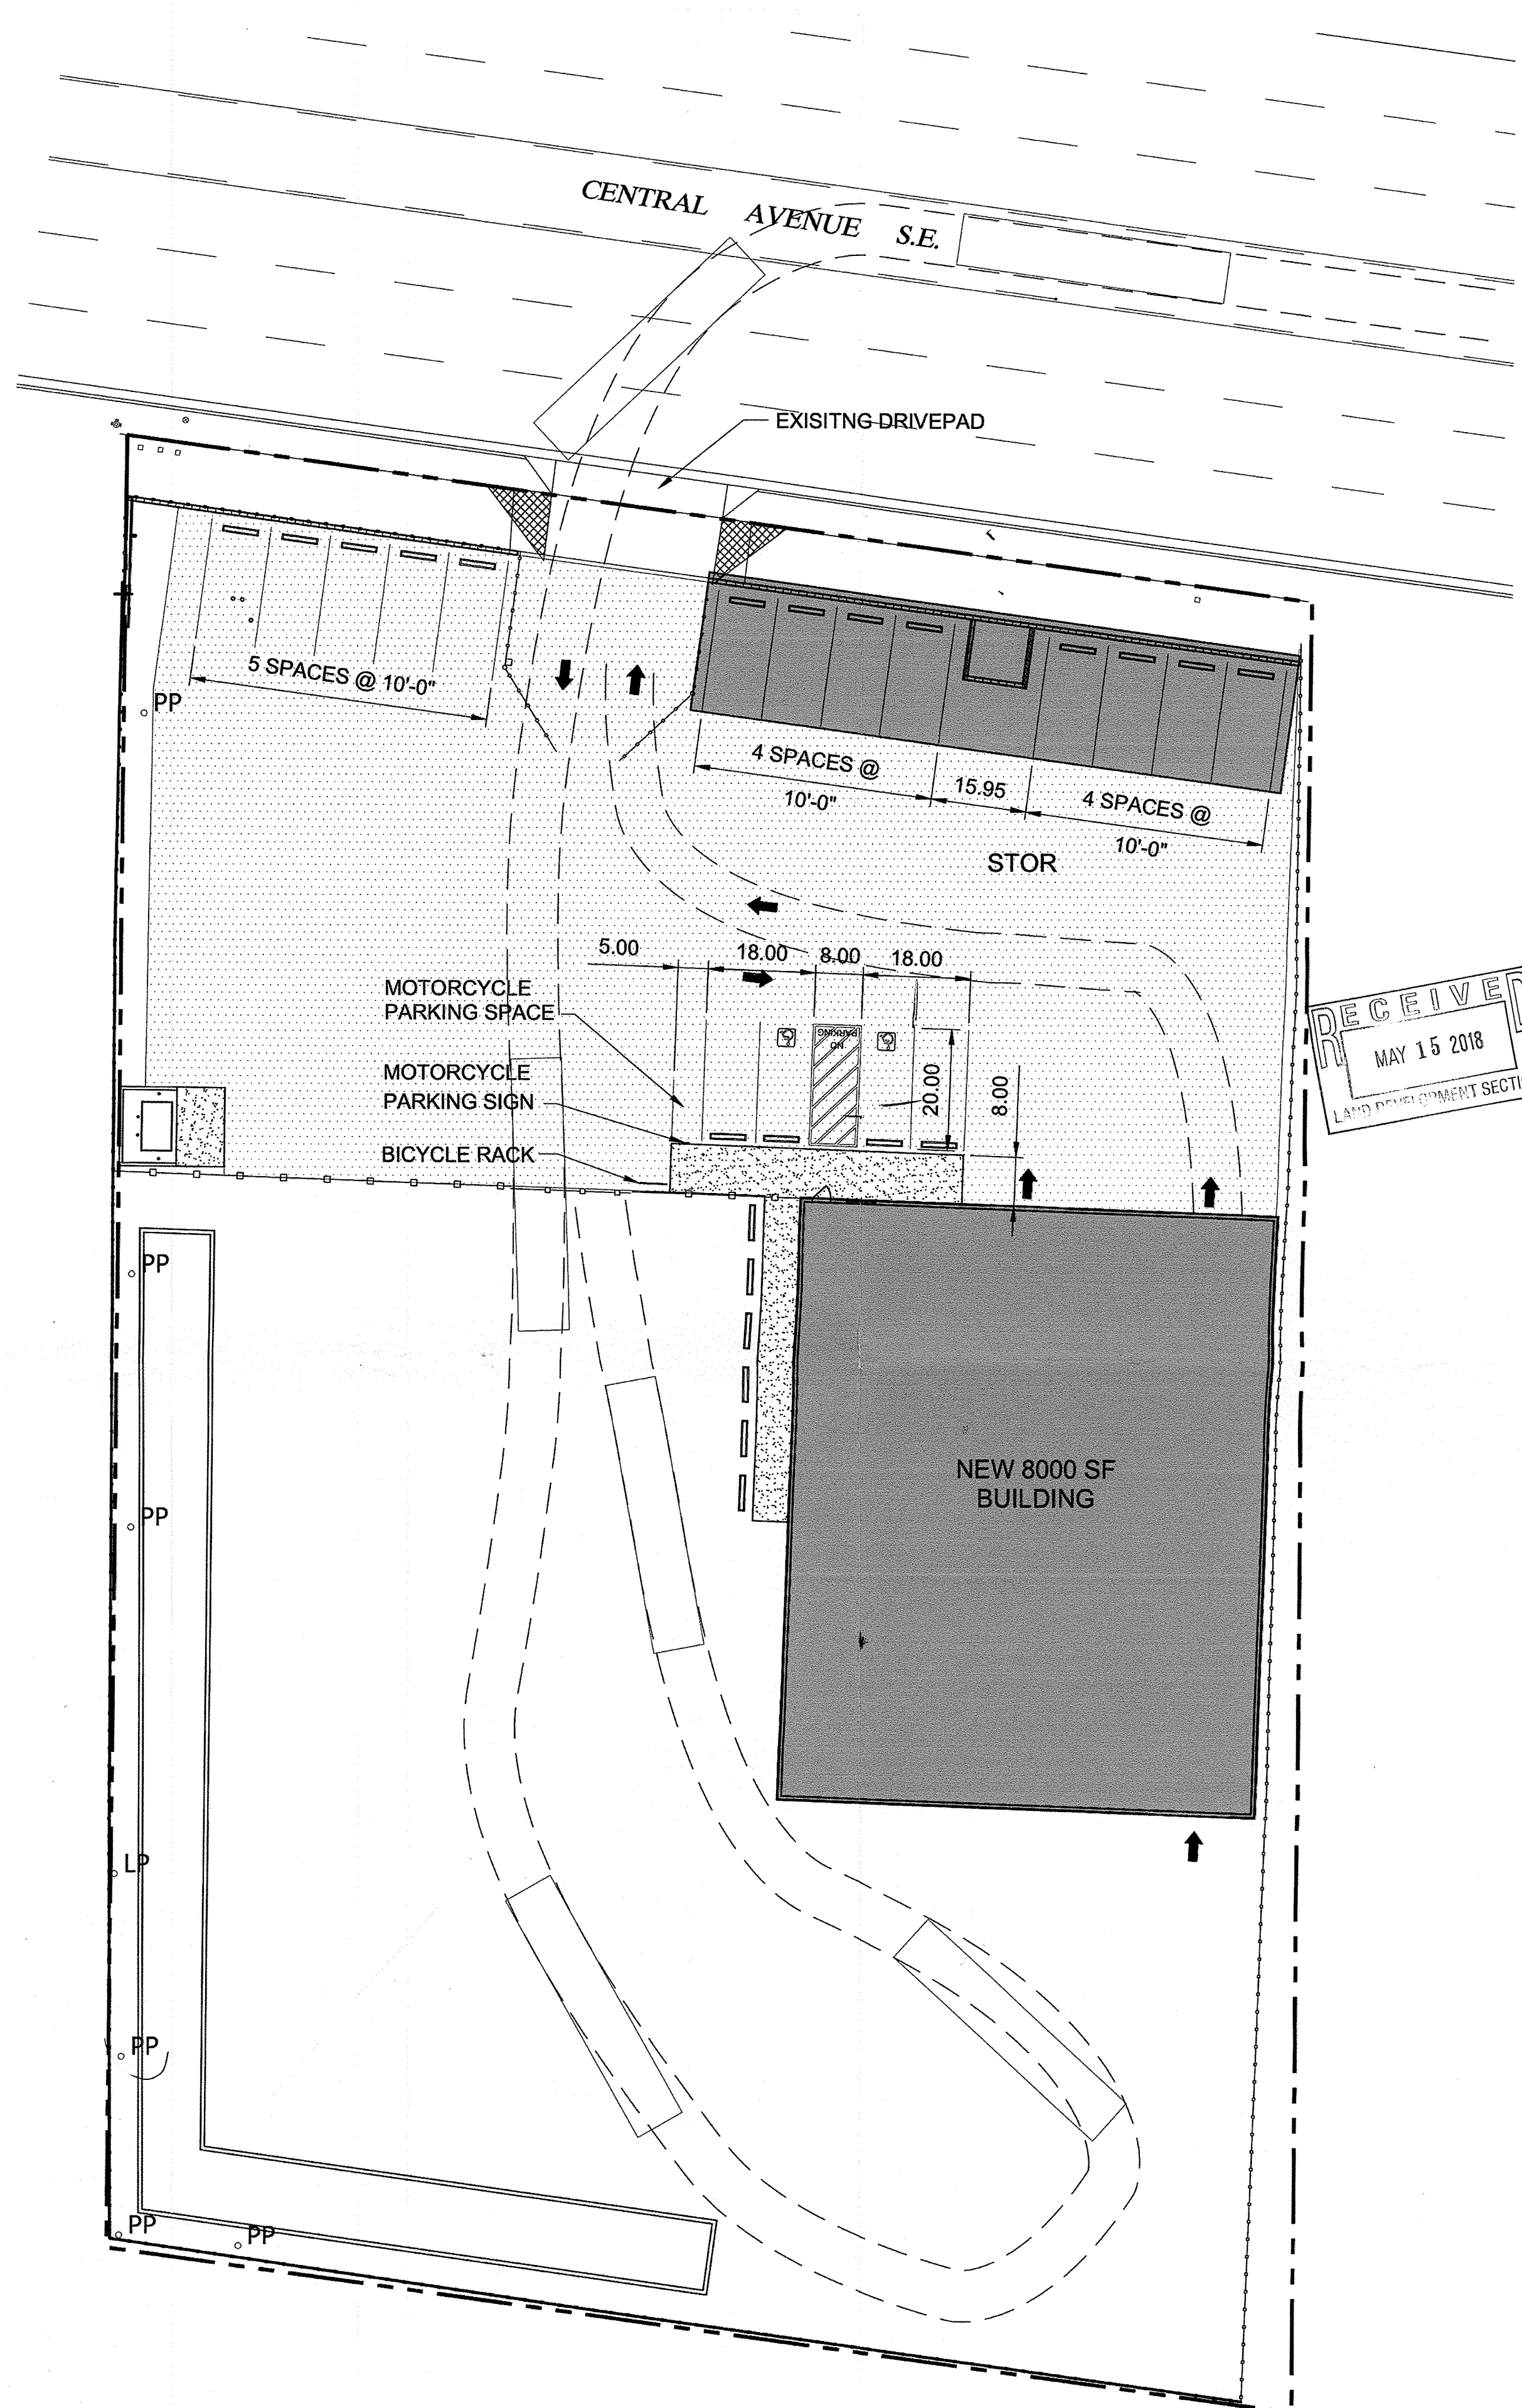 CENTRAL AVENUE S.E.
EXISITNG DRIVEPAD
5 SPACES @ 10'-0"
PP
4 SPACES @
10'-0"
15.95
4 SPACES @
10'-0"
STOR
5.00
18.00
8.00
18.00
MOTORCYCLE
PARKING SPACE
NO
PARKING
20.00
8.00
MOTORCYCLE
PARKING SIGN
BICYCLE RACK
RECEIVED
MAY 15 2018
LAND DEVELOPMENT SECTI
PP
PP
NEW 8000 SF
BUILDING
LP
PP
PP
PP